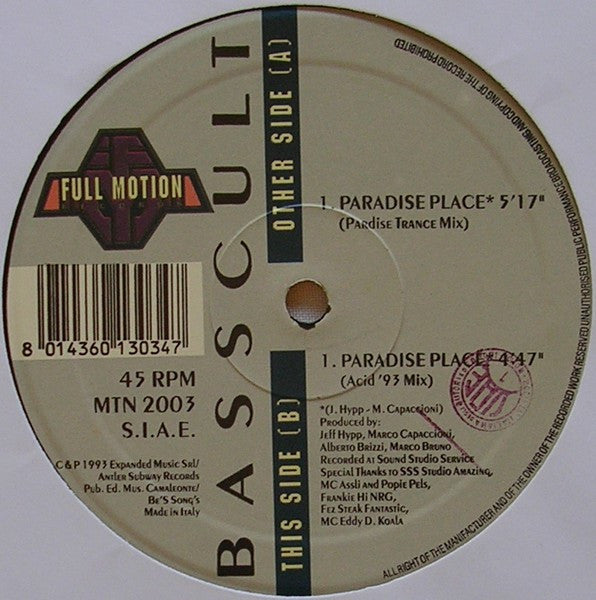 FULL MOTION
RECORDS
8 014360 130347
45 RPM
MTN 2003
S.I.A.E.
C & P 1993 Expanded Music Srl/
Antler Subway Records
Pub. Ed. Mus. Camaleonte/
Be's Song's
Made in Italy
BASSCULT
OTHER SIDE (A)
1. PARADISE PLACE* 5'17"
(Pardise Trance Mix)
THIS SIDE (B)
1. PARADISE PLACE* 4'47"
(Acid '93 Mix)
*(J. Hypp - M. Capaccioni)
Produced by:
Jeff Hypp, Marco Capaccioni,
Alberto Brizzi, Marco Bruno
Recorded at Sound Studio Service
Special Thanks to SSS Studio Amazing,
MC Assli and Popie Pels,
Frankie Hi NRG,
Fez Steak Fantastic,
MC Eddy D. Koala
ALL RIGHT OF THE MANUFACTURER AND OF THE OWNER OF THE RECORDED WORK RESERVED UNAUTHORISED PUBLIC PERFORMANCE BROADCASTING AND COPYING OF THE RECORD PROHIBITED